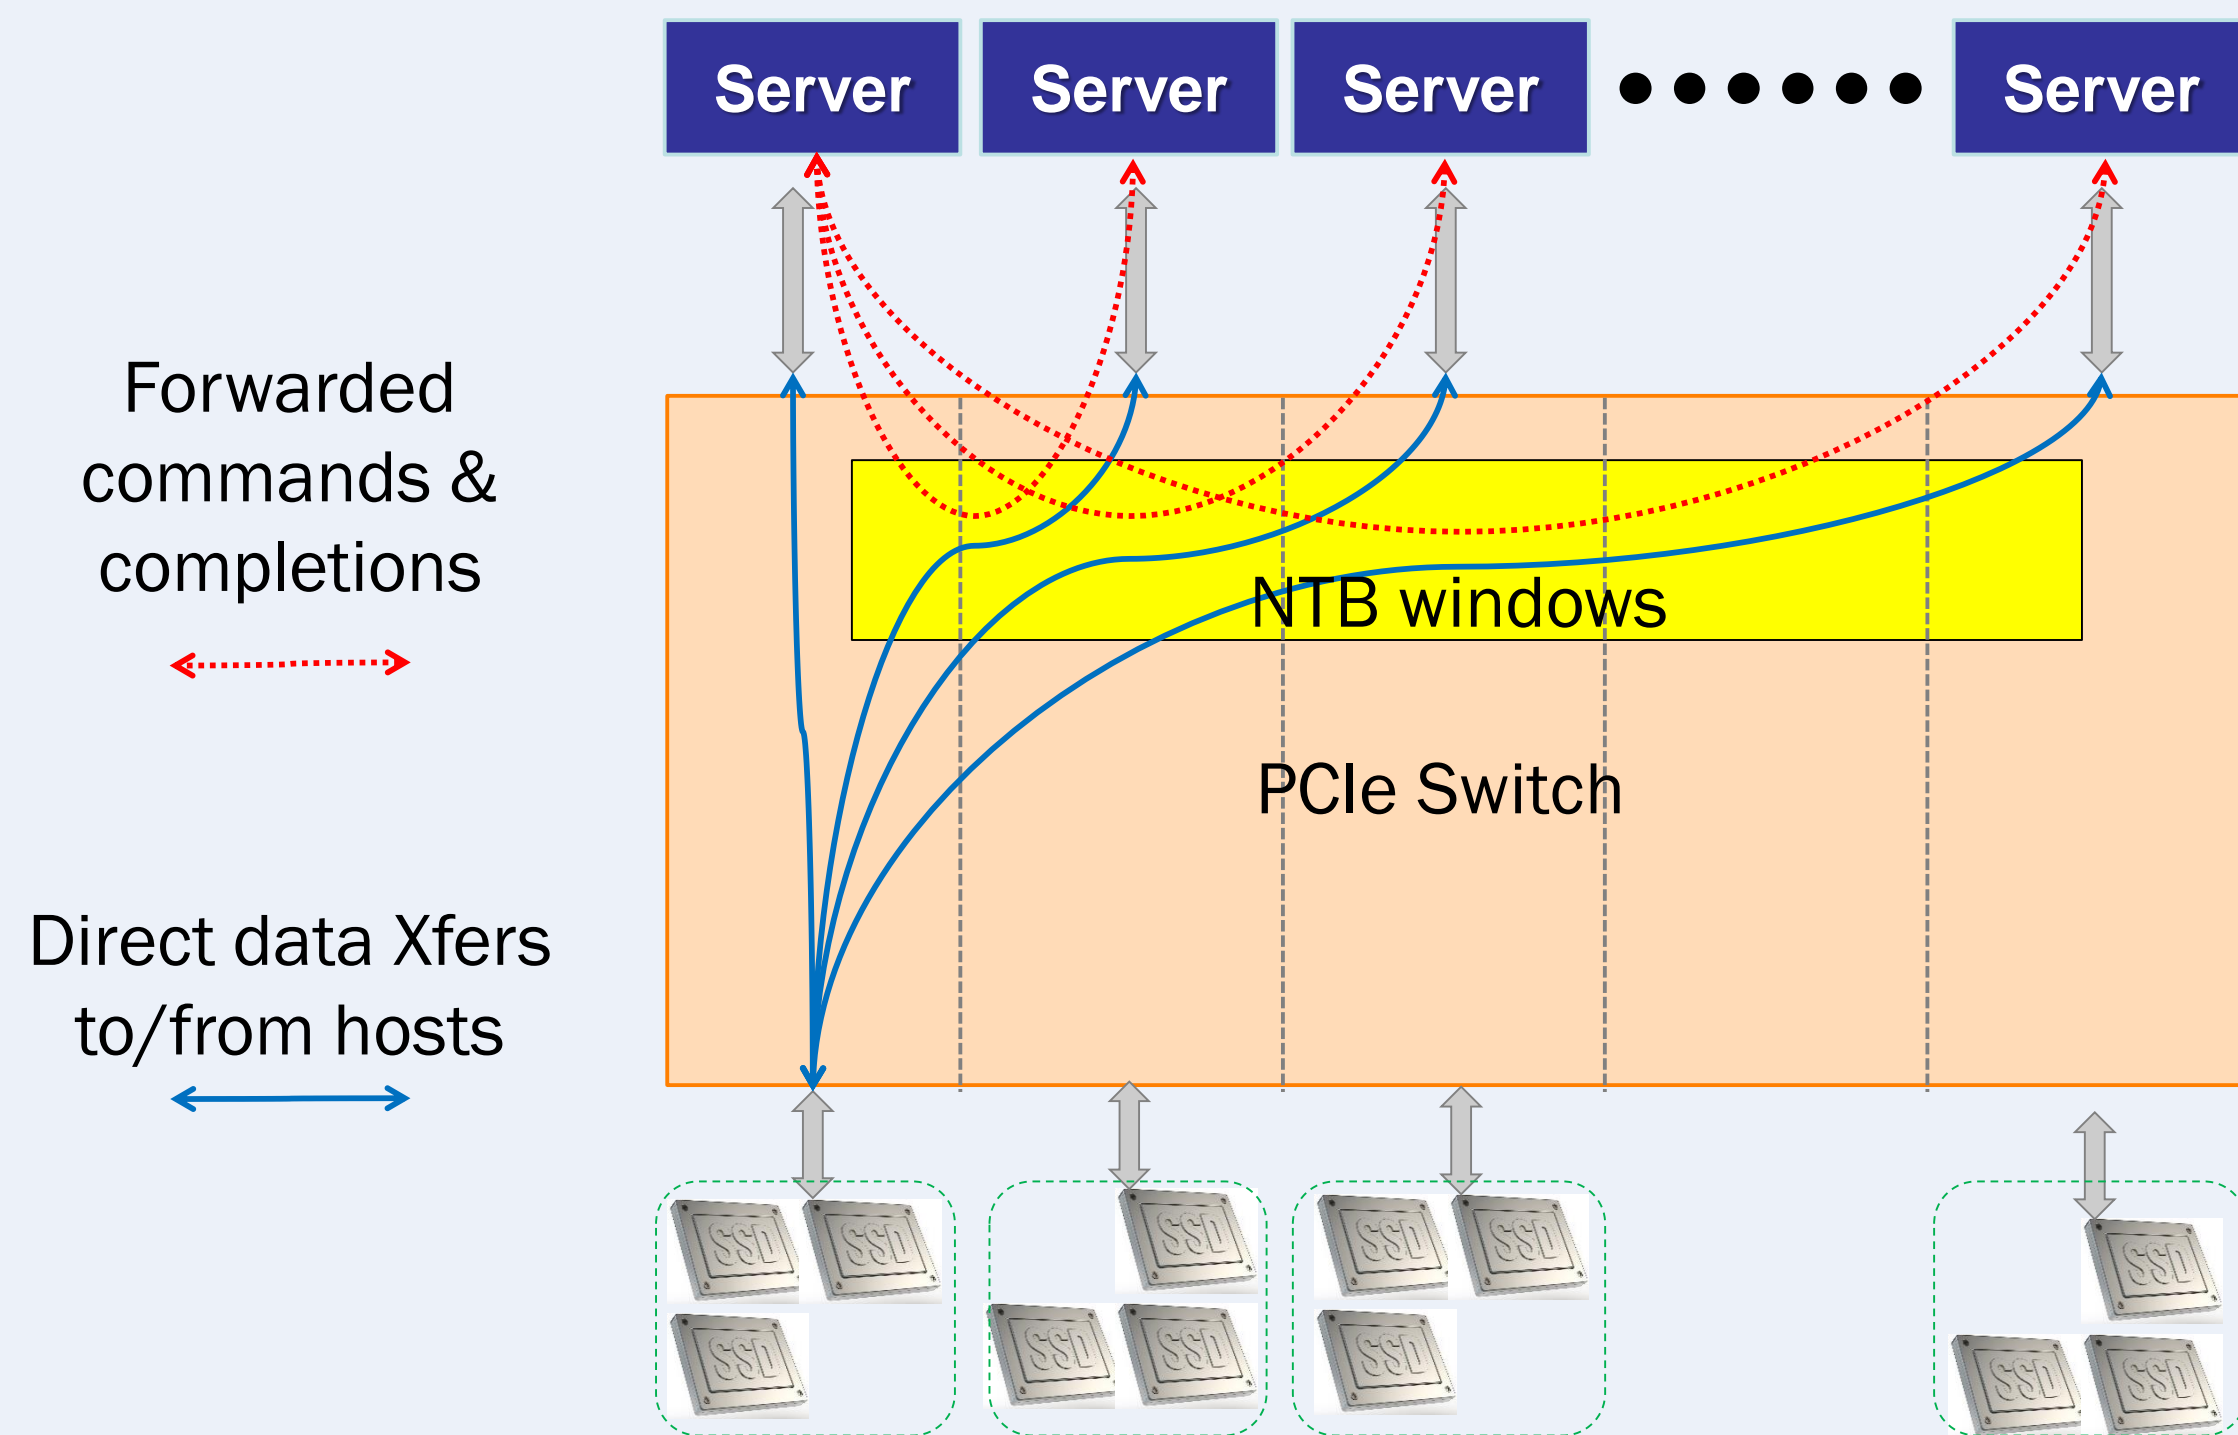 Server
Server
Server
Server
Forwarded
commands &
completions
NTB windows
PCIe Switch
Direct data Xfers
to/from hosts
SSD
SSD
SSD
SSD
SSD
SSD
SSD
SSD
SSD
SSD
SSD
SSD